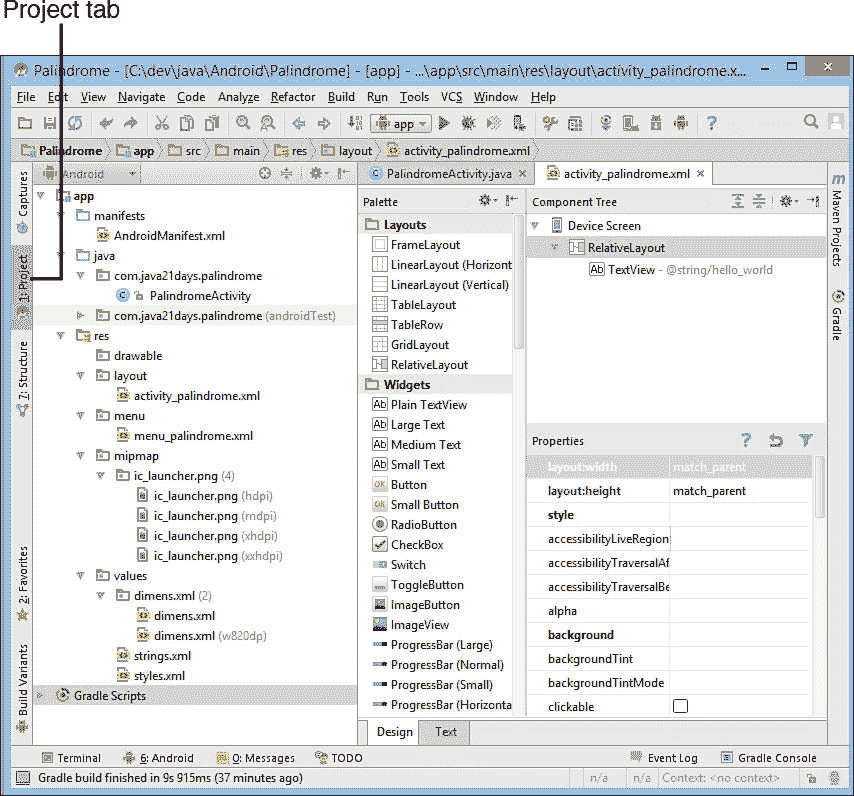 Project tab
Palindrome - [C:\dev\java\Android\Palindrome] - [app] - ...\app\src\main\res\layout\activity_palindrome.x...
File Edit View Navigate Code Analyze Refactor Build Run Tools VCS Window Help
app
Palindrome app src main res layout activity_palindrome.xml
Captures
1: Project
7: Structure
2: Favorites
Build Variants
Android
app
manifests
AndroidManifest.xml
java
com.java21days.palindrome
PalindromeActivity
com.java21days.palindrome (androidTest)
res
drawable
layout
activity_palindrome.xml
menu
menu_palindrome.xml
mipmap
ic_launcher.png (4)
ic_launcher.png (hdpi)
ic_launcher.png (mdpi)
ic_launcher.png (xhdpi)
ic_launcher.png (xxhdpi)
values
dimens.xml (2)
dimens.xml
dimens.xml (w820dp)
strings.xml
styles.xml
Gradle Scripts
PalindromeActivity.java
activity_palindrome.xml
Palette
Layouts
FrameLayout
LinearLayout (Horizont
LinearLayout (Vertical)
TableLayout
TableRow
GridLayout
RelativeLayout
Widgets
Ab Plain TextView
Ab Large Text
Ab Medium Text
Ab Small Text
OK Button
OK Small Button
RadioButton
CheckBox
Switch
ToggleButton
ImageButton
ImageView
ProgressBar (Large)
ProgressBar (Normal)
ProgressBar (Small)
ProgressBar (Horizonta
Design Text
Component Tree
Device Screen
RelativeLayout
Ab TextView - @string/hello_world
Properties
layout:width match_parent
layout:height match_parent
style
accessibilityLiveRegion
accessibilityTraversalAf
accessibilityTraversalBe
alpha
background
backgroundTint
backgroundTintMode
clickable
Maven Projects
Gradle
Terminal 6: Android 0: Messages TODO Event Log Gradle Console
Gradle build finished in 9s 915ms (37 minutes ago) n/a n/a Context: <no context>